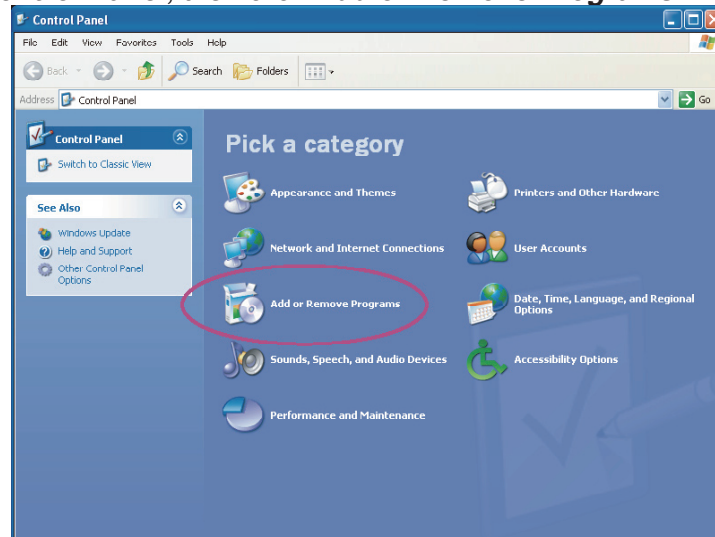 Control Panel
File Edit View Favorites Tools Help
Back Search Folders
Address Control Panel Go
Control Panel
Switch to Classic View
See Also
Windows Update
Help and Support
Other Control Panel
Options
Pick a category
Appearance and Themes
Printers and Other Hardware
Network and Internet Connections
User Accounts
Add or Remove Programs
Date, Time, Language, and Regional
Options
Sounds, Speech, and Audio Devices
Accessibility Options
Performance and Maintenance